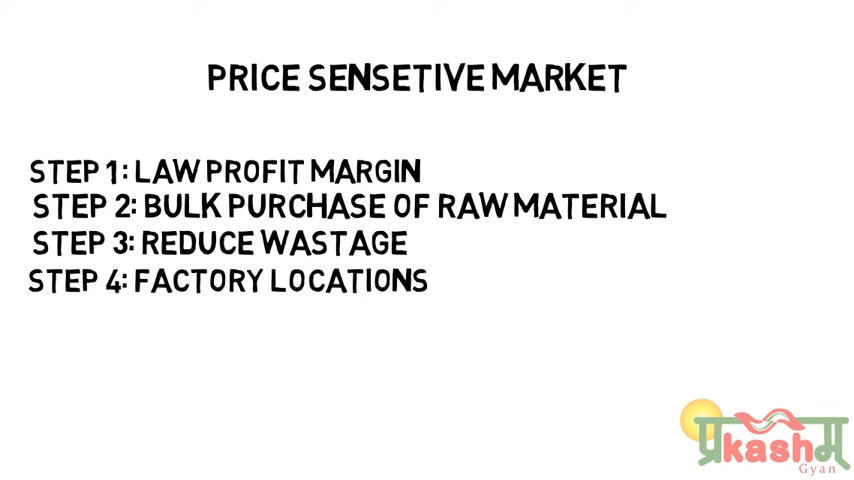 PRICE SENSETIVE MARKET
STEP 1: LAW PROFIT MARGIN
STEP 2: BULK PURCHASE OF RAW MATERIAL
STEP 3: REDUCE WASTAGE
STEP 4: FACTORY LOCATIONS
प्रkashम
Gyan